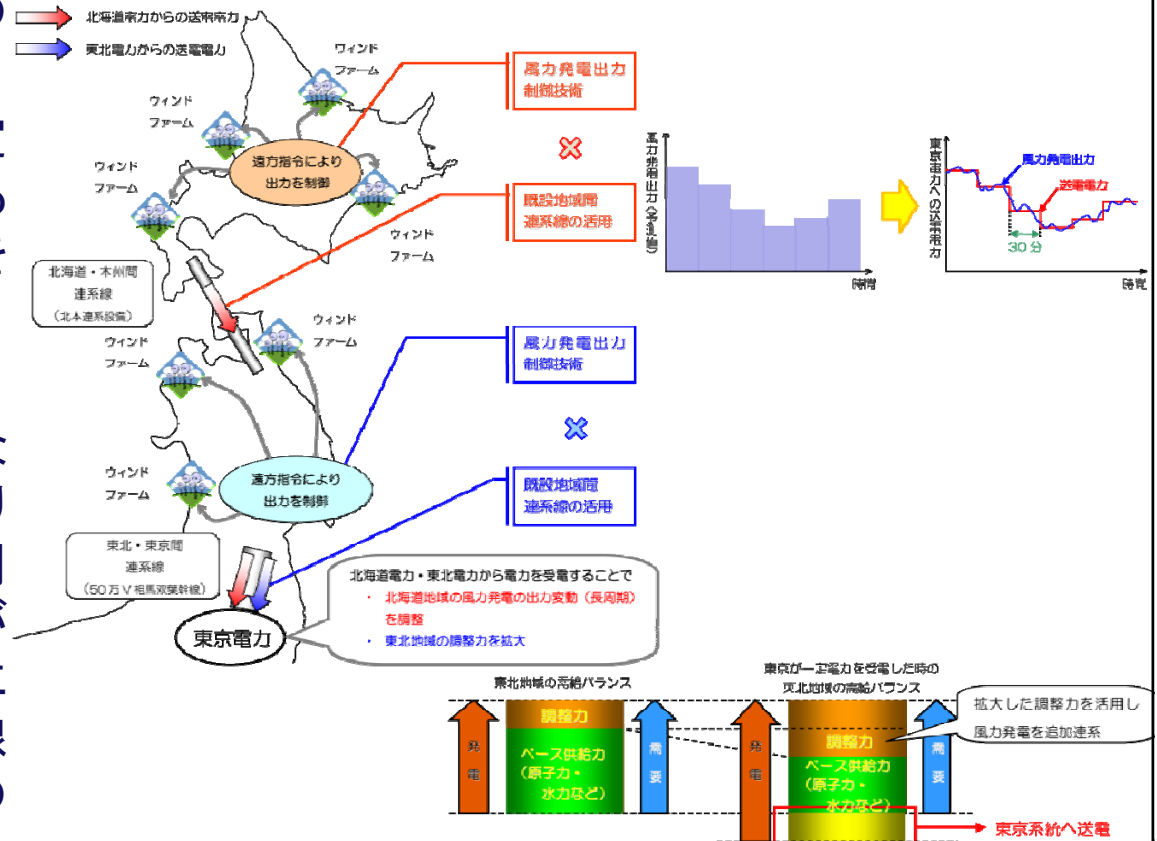 北海道電力からの送電電力
東北電力からの送電電力
ウィンド
ファーム
ウィンド
ファーム
ウィンド
ファーム
ウィンド
ファーム
遠方指令により
出力を制御
風力発電出力
制御技術
既設地域間
連系線の活用
北海道・本州間
連系線
(北本連系設備)
風力発電出力(予測値)
時間
東京電力への送電電力
風力発電出力
送電電力
30分
時間
ウィンド
ファーム
ウィンド
ファーム
ウィンド
ファーム
遠方指令により
出力を制御
風力発電出力
制御技術
既設地域間
連系線の活用
東北・東京間
連系線
(50万V相馬双葉幹線)
東京電力
北海道電力・東北電力から電力を受電することで
・ 北海道地域の風力発電の出力変動(長周期)
を調整
・ 東北地域の調整力を拡大
東北地域の需給バランス
発電
調整力
ベース供給力
(原子力・
水力など)
需要
東京が一定電力を受電した時の
東北地域の需給バランス
発電
調整力
ベース供給力
(原子力・
水力など)
需要
拡大した調整力を活用し
風力発電を追加連系
東京系統へ送電